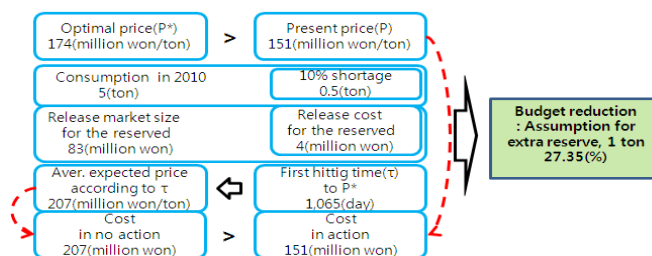 Optimal price(P*)
174(million won/ton)
>
Present price(P)
151(million won/ton)
Consumption in 2010
5(ton)
10% shortage
0.5(ton)
Release market size
for the reserved
83(million won)
Release cost
for the reserved
4(million won)
Aver. expected price
according to τ
207(million won/ton)
First hittig time(τ)
to P*
1,065(day)
Cost
in no action
207(million won)
>
Cost
in action
151(million won)
Budget reduction
: Assumption for
extra reserve, 1 ton
27.35(%)